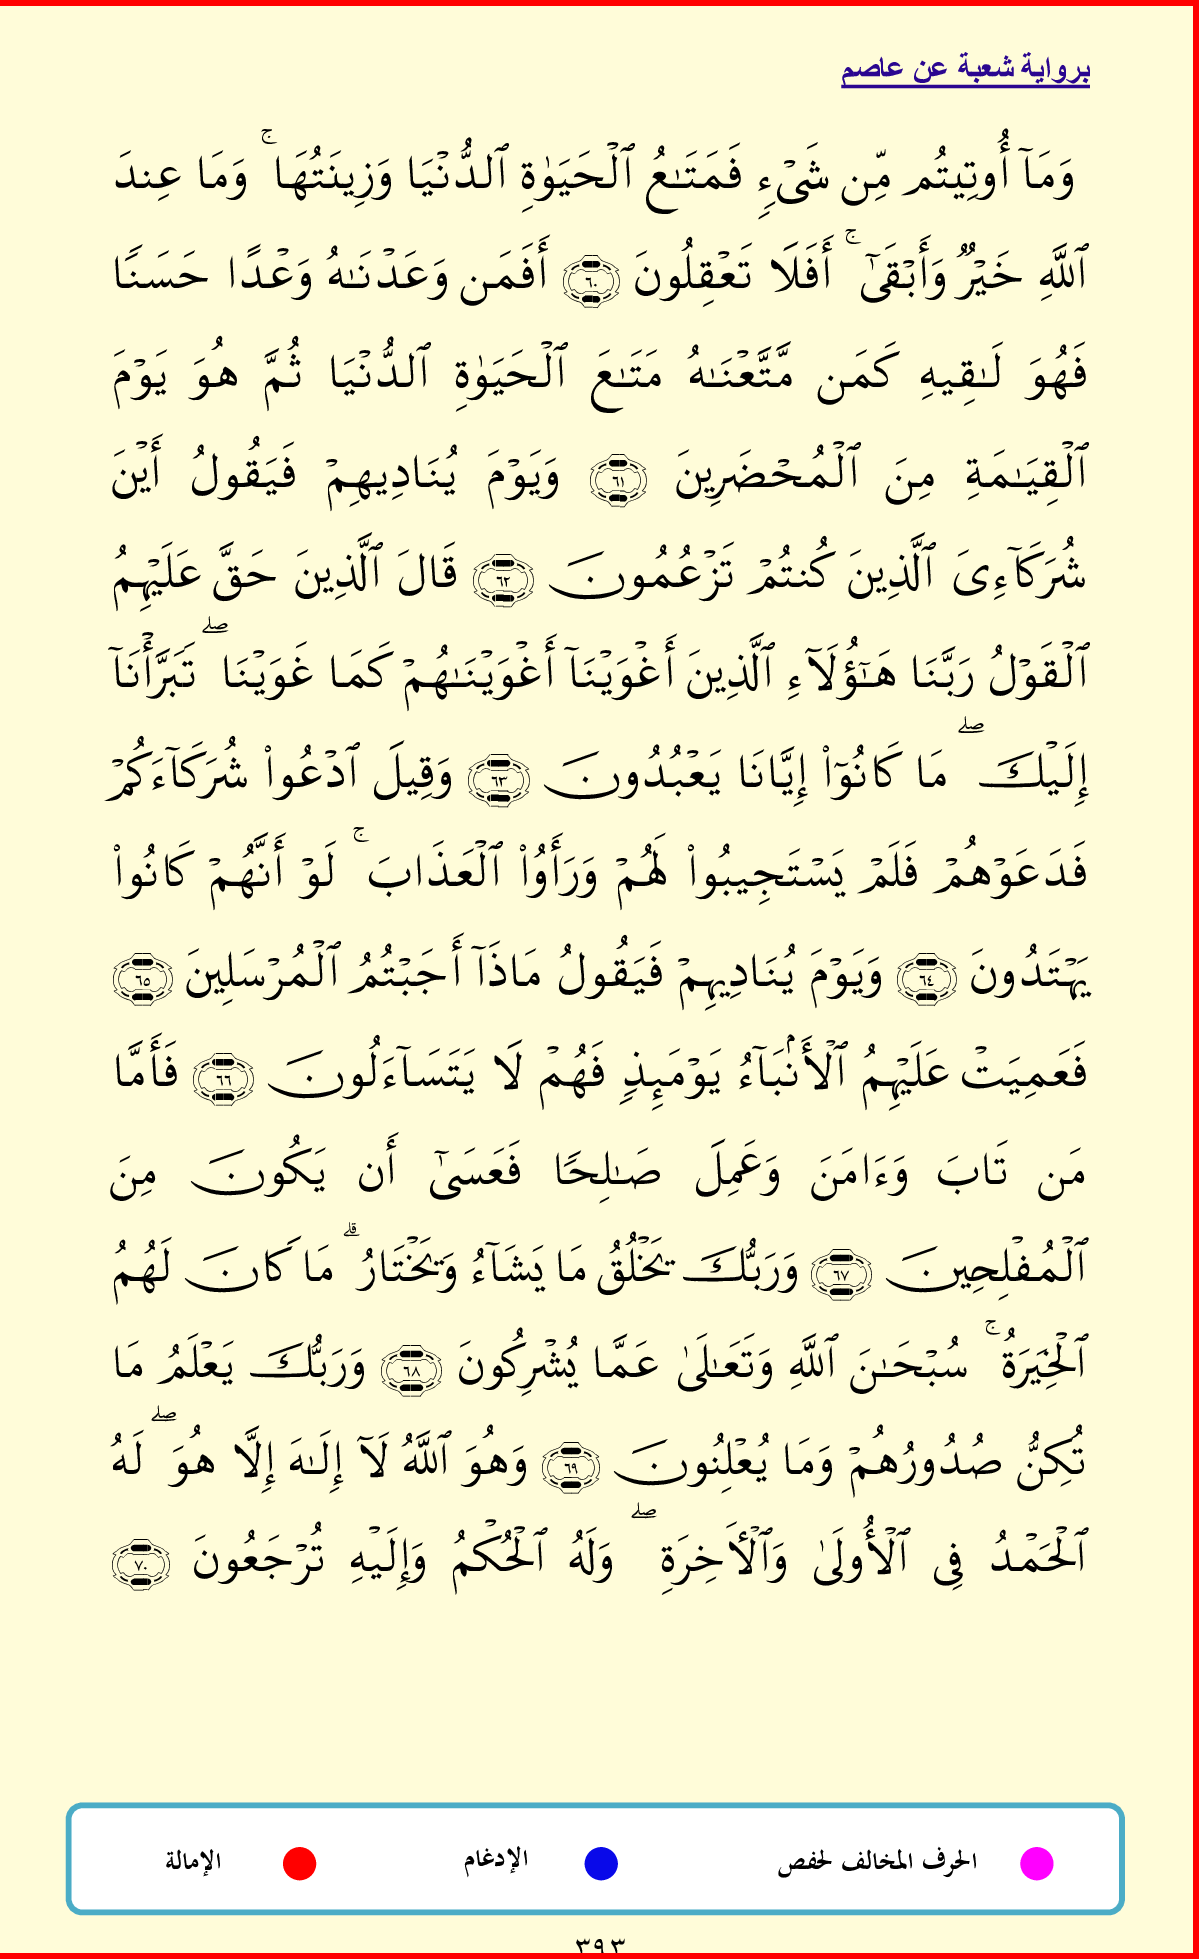 برواية شعبة عن عاصم
وَمَآ أُوتِيتُم مِّن شَىْءٍ فَمَتَـٰعُ ٱلْحَيَوٰةِ ٱلدُّنْيَا وَزِينَتُهَا ۚ وَمَا عِندَ
ٱللَّهِ خَيْرٌ وَأَبْقَىٰٓ ۚ أَفَلَا تَعْقِلُونَ ٦٠ أَفَمَن وَعَدْنَـٰهُ وَعْدًا حَسَنًا
فَهُوَ لَـٰقِيهِ كَمَن مَّتَّعْنَـٰهُ مَتَـٰعَ ٱلْحَيَوٰةِ ٱلدُّنْيَا ثُمَّ هُوَ يَوْمَ
ٱلْقِيَـٰمَةِ مِنَ ٱلْمُحْضَرِينَ ٦١ وَيَوْمَ يُنَادِيهِمْ فَيَقُولُ أَيْنَ
شُرَكَآءِىَ ٱلَّذِينَ كُنتُمْ تَزْعُمُونَ ٦٢ قَالَ ٱلَّذِينَ حَقَّ عَلَيْهِمُ
ٱلْقَوْلُ رَبَّنَا هَـٰٓؤُلَآءِ ٱلَّذِينَ أَغْوَيْنَآ أَغْوَيْنَـٰهُمْ كَمَا غَوَيْنَا ۖ تَبَرَّأْنَآ
إِلَيْكَ ۖ مَا كَانُوٓا۟ إِيَّانَا يَعْبُدُونَ ٦٣ وَقِيلَ ٱدْعُوا۟ شُرَكَآءَكُمْ
فَدَعَوْهُمْ فَلَمْ يَسْتَجِيبُوا۟ لَهُمْ وَرَأَوُا۟ ٱلْعَذَابَ ۚ لَوْ أَنَّهُمْ كَانُوا۟
يَهْتَدُونَ ٦٤ وَيَوْمَ يُنَادِيهِمْ فَيَقُولُ مَاذَآ أَجَبْتُمُ ٱلْمُرْسَلِينَ ٦٥
فَعَمِيَتْ عَلَيْهِمُ ٱلْأَنۢبَآءُ يَوْمَئِذٍ فَهُمْ لَا يَتَسَآءَلُونَ ٦٦ فَأَمَّا
مَن تَابَ وَءَامَنَ وَعَمِلَ صَـٰلِحًا فَعَسَىٰٓ أَن يَكُونَ مِنَ
ٱلْمُفْلِحِينَ ٦٧ وَرَبُّكَ يَخْلُقُ مَا يَشَآءُ وَيَخْتَارُ ۗ مَا كَانَ لَهُمُ
ٱلْخِيَرَةُ ۚ سُبْحَـٰنَ ٱللَّهِ وَتَعَـٰلَىٰ عَمَّا يُشْرِكُونَ ٦٨ وَرَبُّكَ يَعْلَمُ مَا
تُكِنُّ صُدُورُهُمْ وَمَا يُعْلِنُونَ ٦٩ وَهُوَ ٱللَّهُ لَآ إِلَـٰهَ إِلَّا هُوَ ۖ لَهُ
ٱلْحَمْدُ فِى ٱلْأُولَىٰ وَٱلْأَخِرَةِ ۖ وَلَهُ ٱلْحُكْمُ وَإِلَيْهِ تُرْجَعُونَ ٧٠
الحرف المخالف لحفص الإدغام الإمالة
٣٩٣